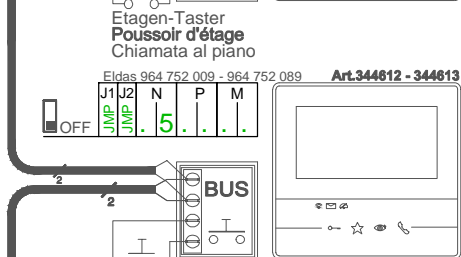 Etagen-Taster
Poussoir d'étage
Chiamata al piano
Eldas 964 752 009 - 964 752 089 Art.344612 - 344613
J1 J2 N P M
OFF JMP JMP . 5 . . . .
2
2
BUS